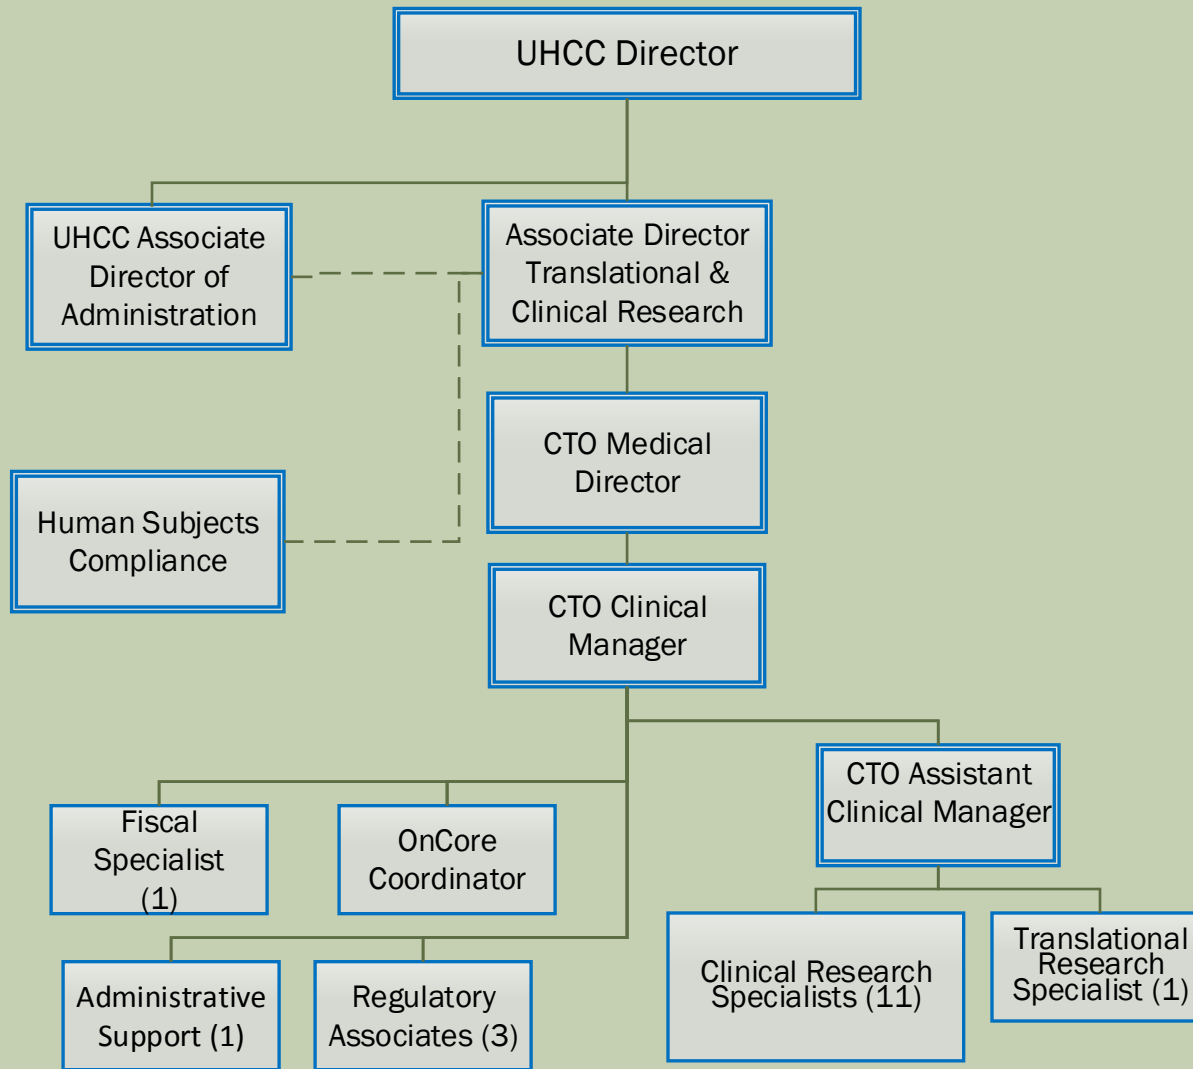 UHCC Director
UHCC Associate
Director of
Administration
Associate Director
Translational &
Clinical Research
CTO Medical
Director
Human Subjects
Compliance
CTO Clinical
Manager
CTO Assistant
Clinical Manager
Fiscal
Specialist
(1)
OnCore
Coordinator
Administrative
Support (1)
Regulatory
Associates (3)
Clinical Research
Specialists (11)
Translational
Research
Specialist (1)